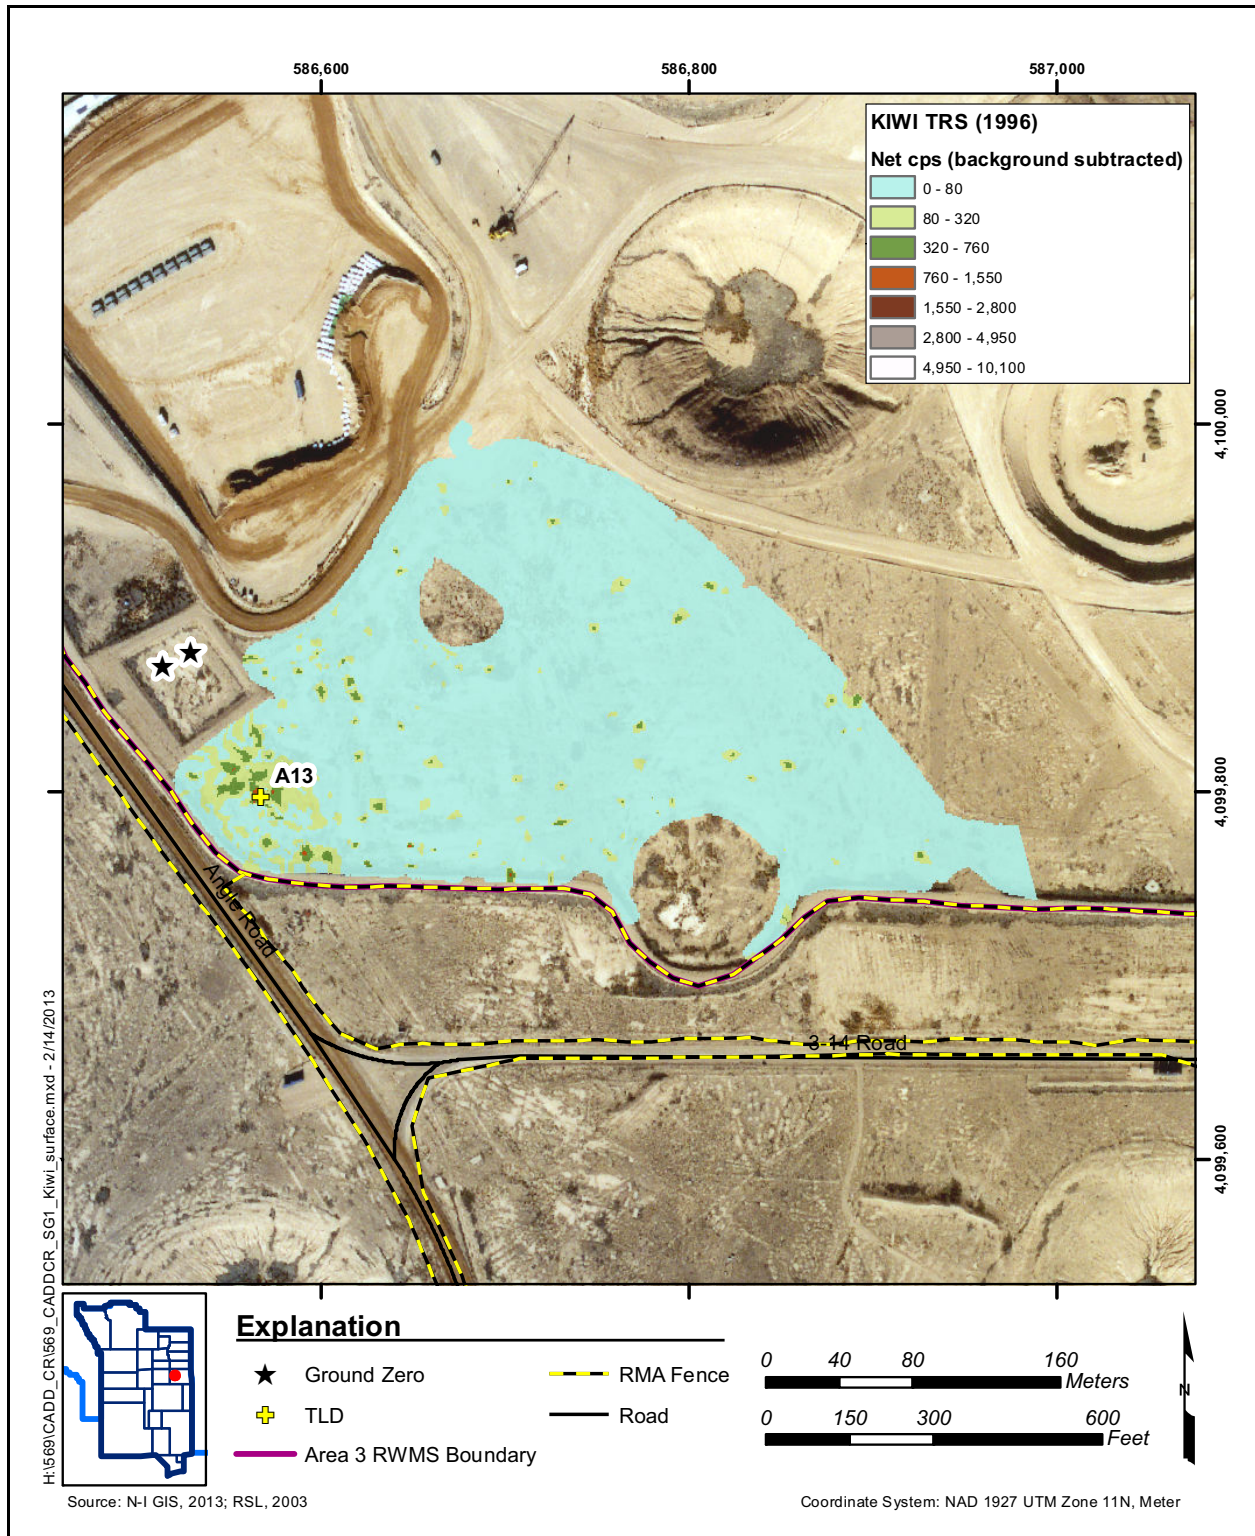 586,600
586,800
587,000
KIWI TRS (1996)
Net cps (background subtracted)
0 - 80
80 - 320
320 - 760
760 - 1,550
1,550 - 2,800
2,800 - 4,950
4,950 - 10,100
4,100,000
A13
4,099,800
Angle Road
3-14 Road
4,099,600
H:\569\CADD_CR\569_CADDCR_SG1_Kiwi_surface.mxd - 2/14/2013
Explanation
Ground Zero
TLD
Area 3 RWMS Boundary
RMA Fence
Road
0 40 80 160
Meters
0 150 300 600
Feet
N
Source: N-I GIS, 2013; RSL, 2003
Coordinate System: NAD 1927 UTM Zone 11N, Meter